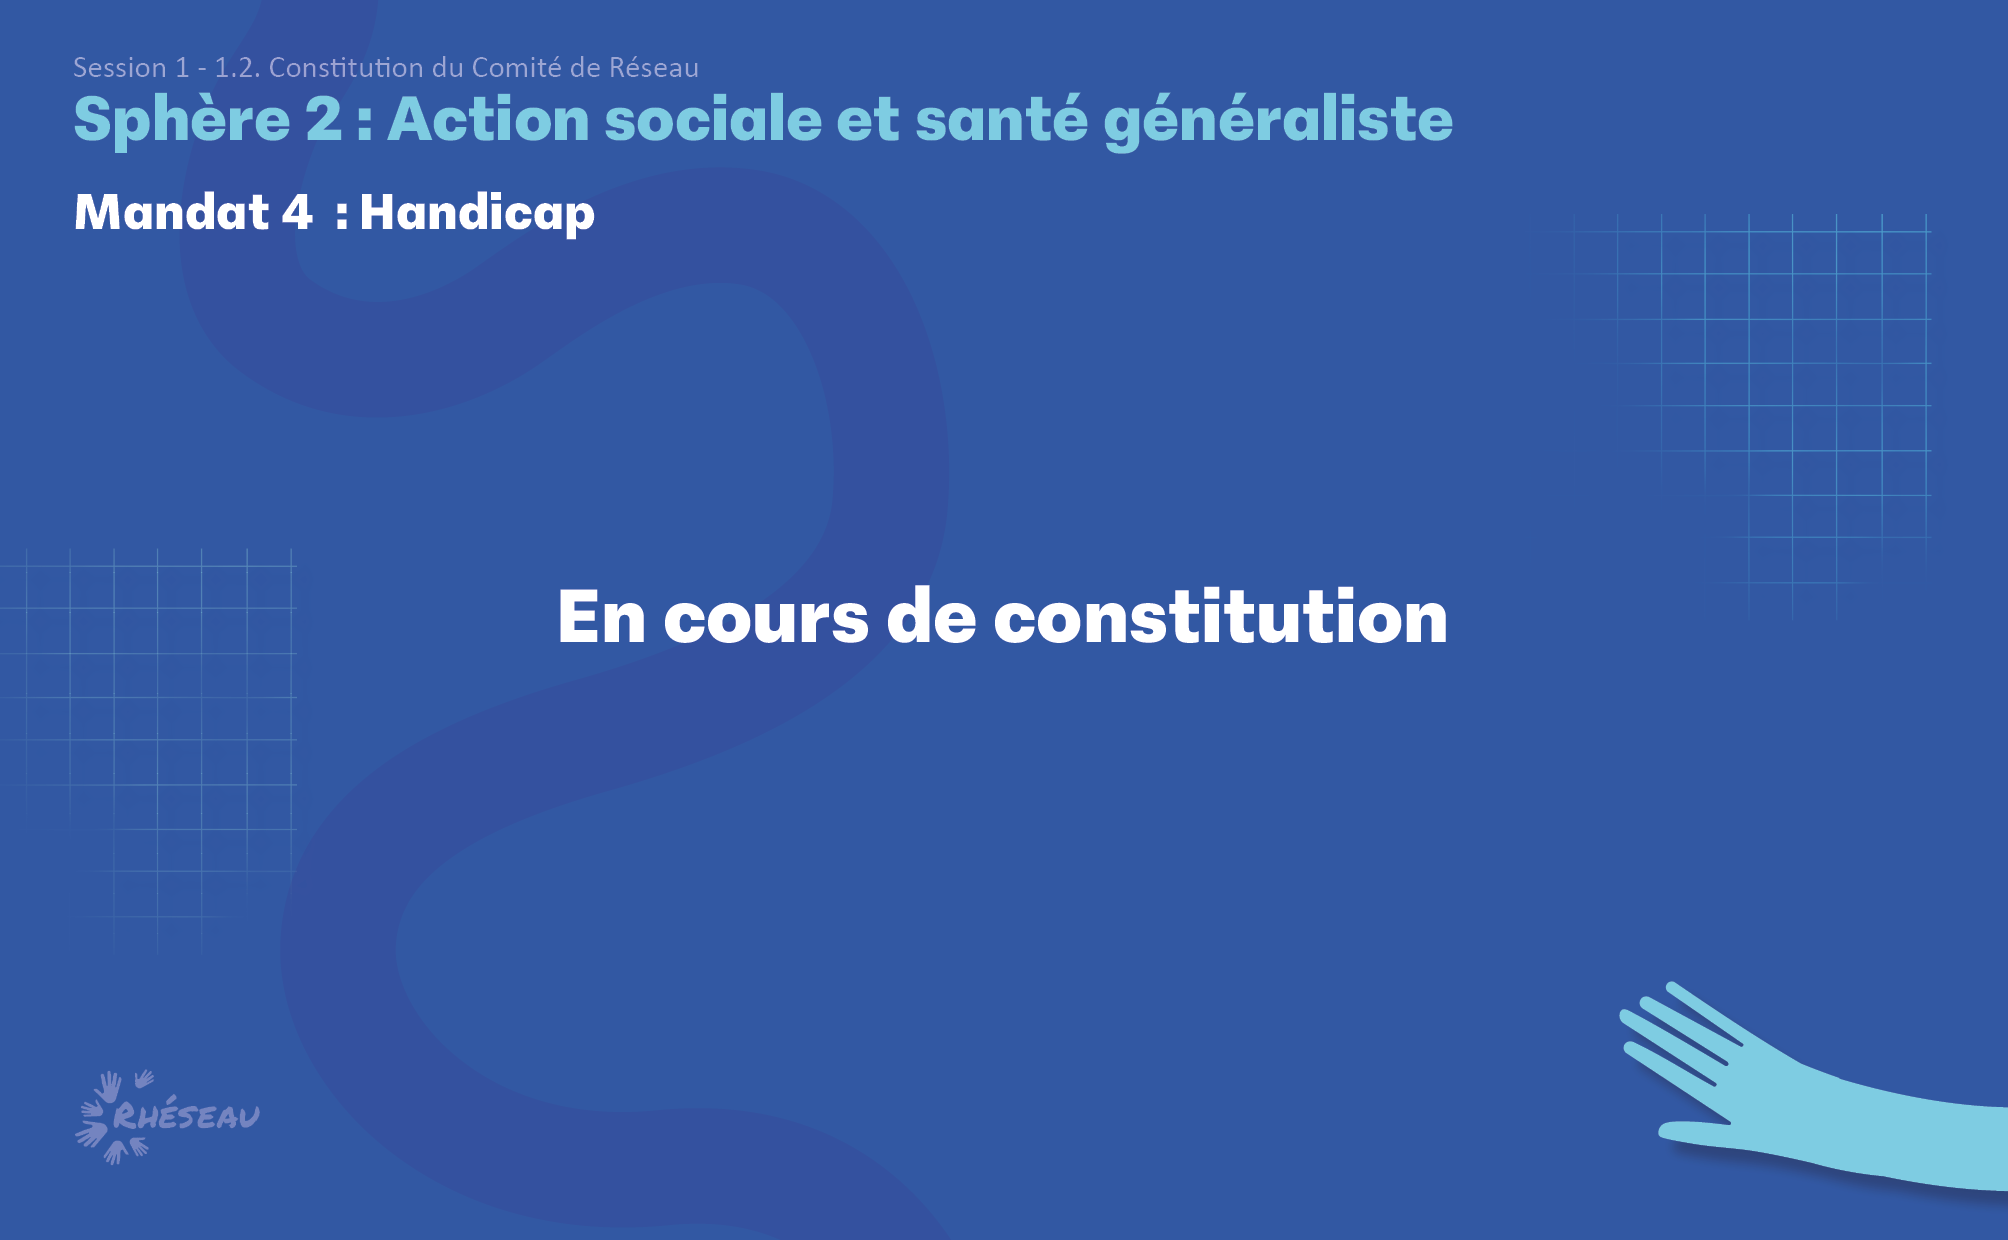 Session 1 - 1.2. Constitution du Comité de Réseau
Sphère 2 : Action sociale et santé généraliste
Mandat 4  : Handicap
En cours de constitution
RHÉSEAU